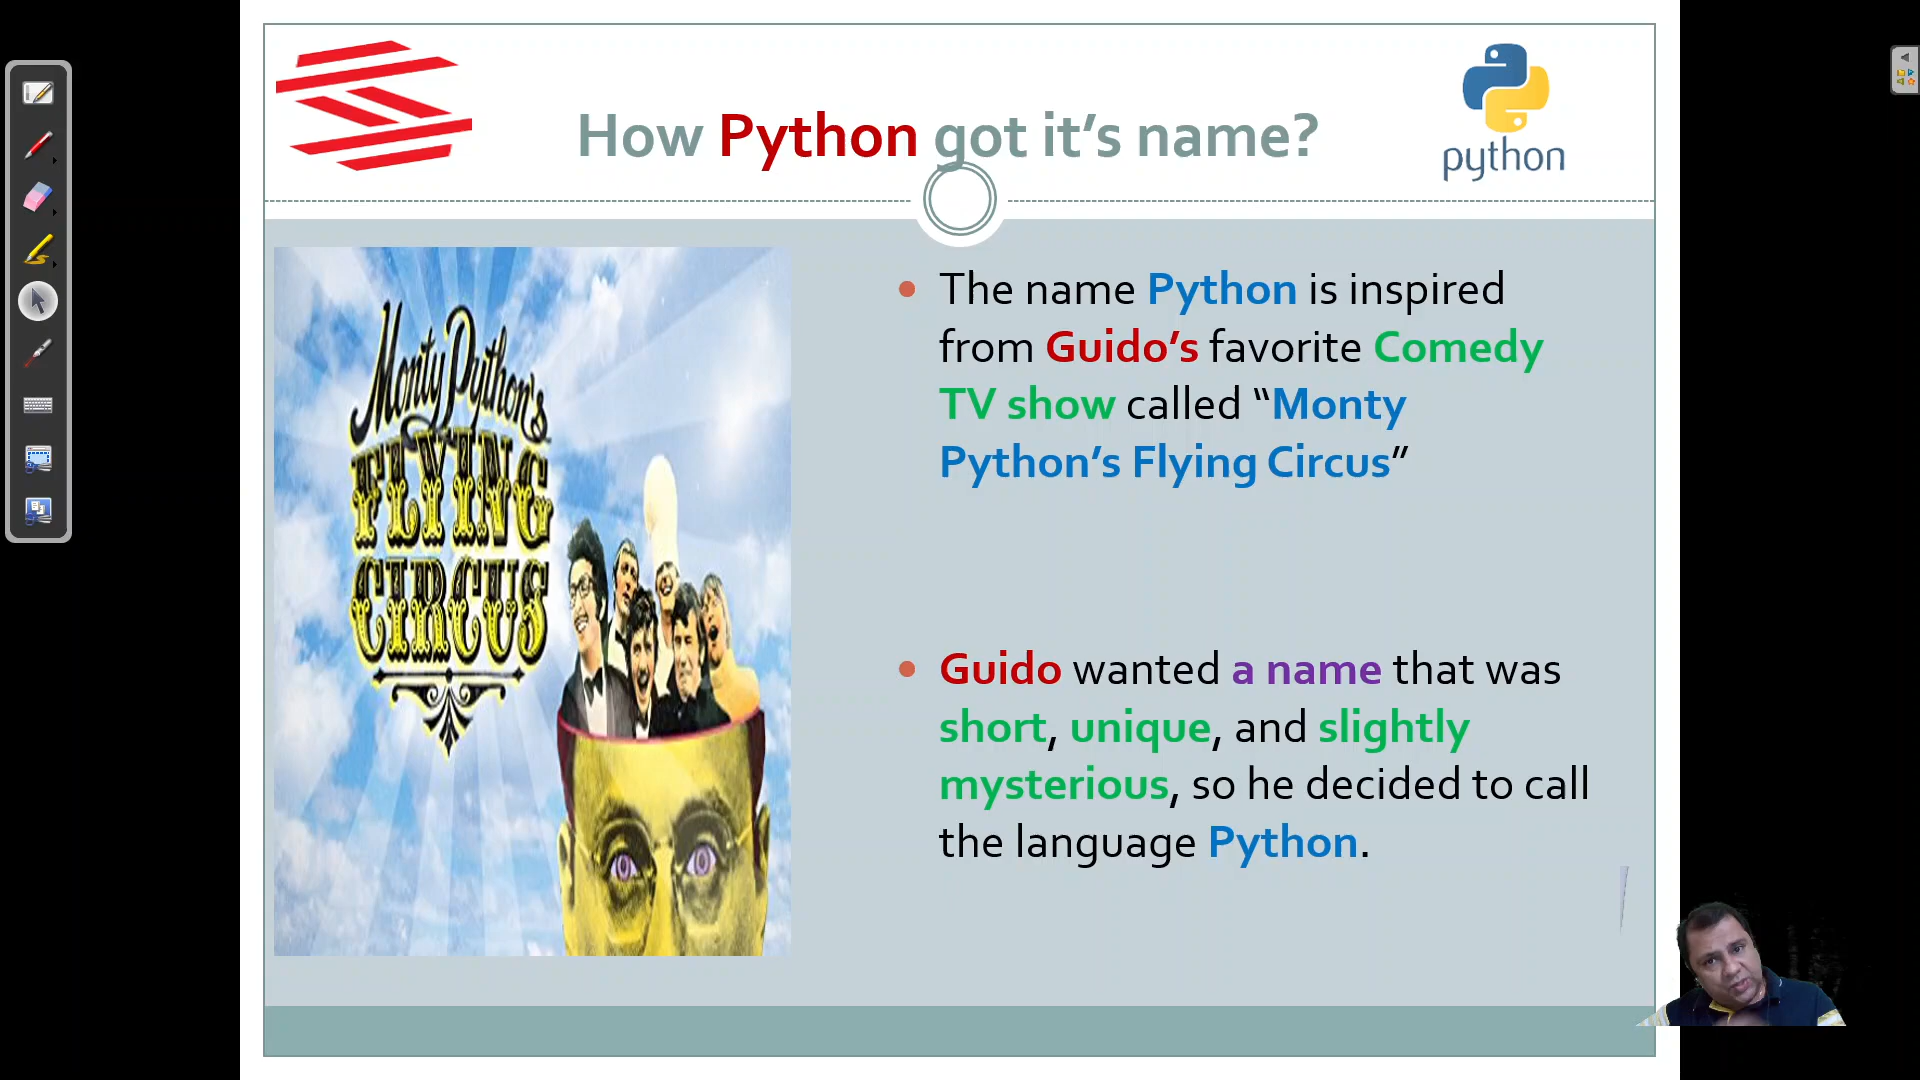 How Python got it’s name?
python
Monty Python's
FLYING
CIRCUS
The name Python is inspired
from Guido’s favorite Comedy
TV show called “Monty
Python’s Flying Circus”
Guido wanted a name that was
short, unique, and slightly
mysterious, so he decided to call
the language Python.